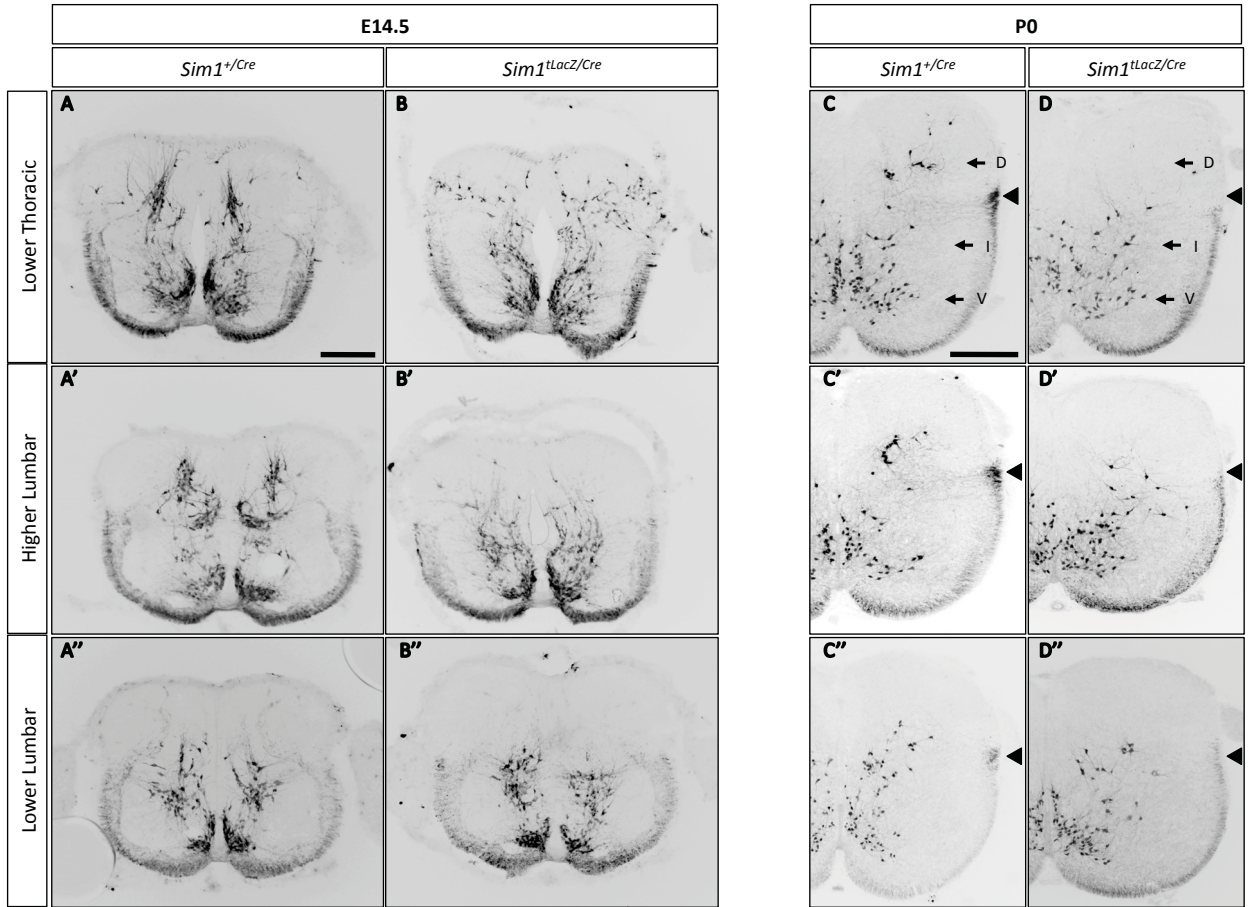 E14.5
P0
Sim1+/Cre
Sim1tLacZ/Cre
Sim1+/Cre
Sim1tLacZ/Cre
Lower Thoracic
A
B
C
D
D
D
I
I
V
V
Higher Lumbar
A'
B'
C'
D'
Lower Lumbar
A''
B''
C''
D''